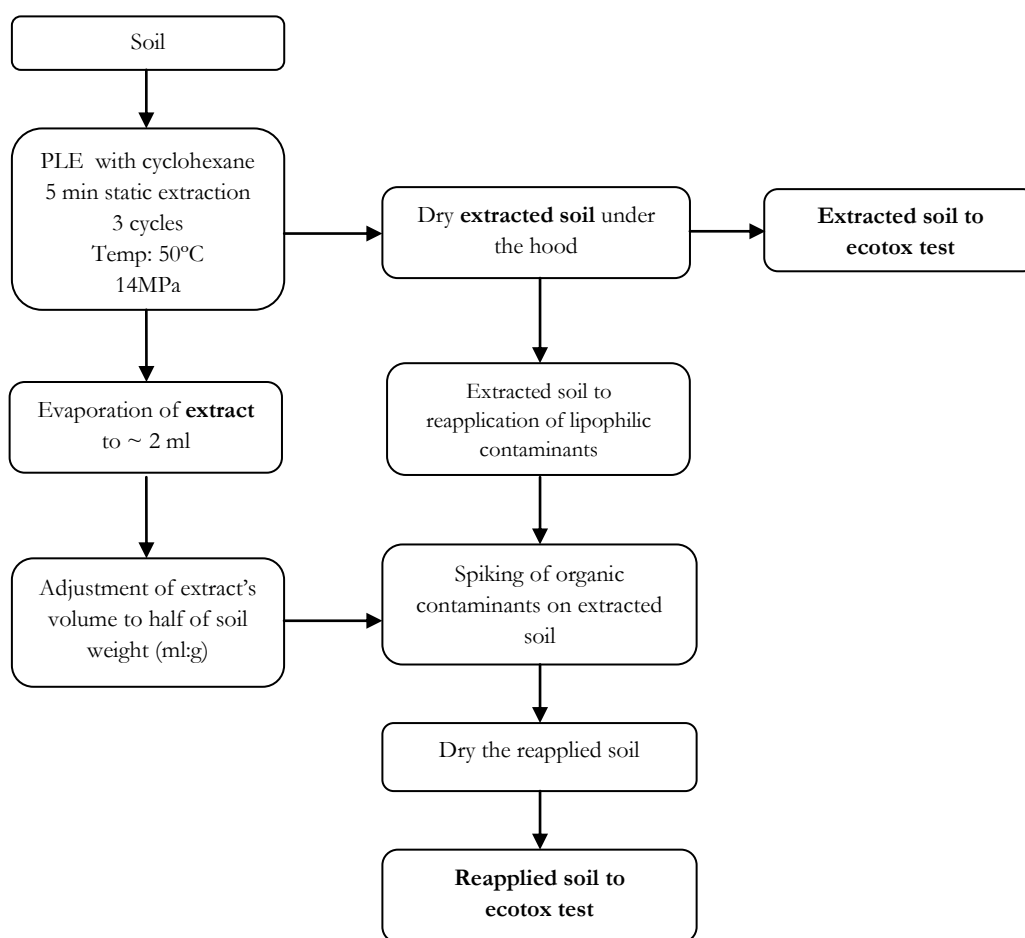 Soil
PLE with cyclohexane
5 min static extraction
3 cycles
Temp: 50ºC
14MPa
Dry extracted soil under
the hood
Extracted soil to
ecotox test
Evaporation of extract
to ~ 2 ml
Extracted soil to
reapplication of lipophilic
contaminants
Adjustment of extract's
volume to half of soil
weight (ml:g)
Spiking of organic
contaminants on extracted
soil
Dry the reapplied soil
Reapplied soil to
ecotox test